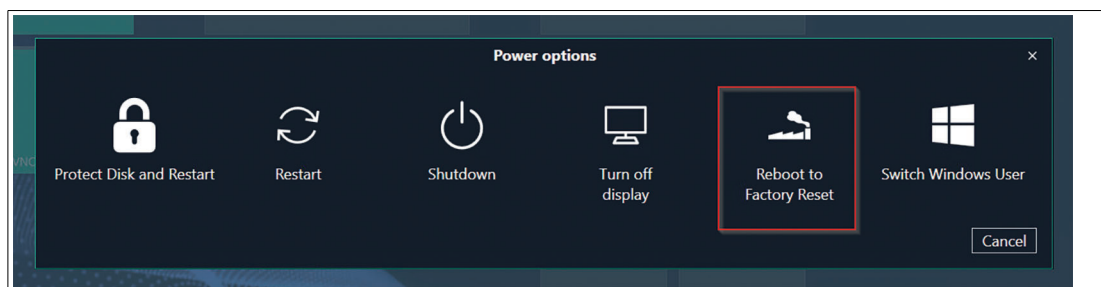 Power options
VNC
Protect Disk and Restart
Restart
Shutdown
Turn off
display
Reboot to
Factory Reset
Switch Windows User
Cancel